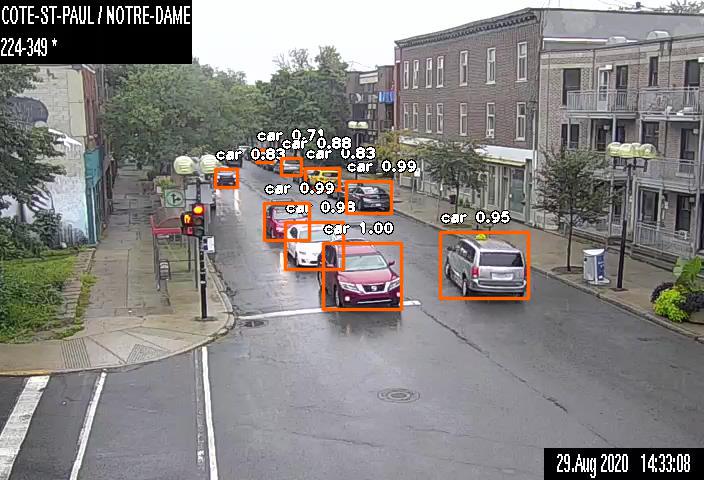 COTE-ST-PAUL / NOTRE-DAME
224-349 *
car 0.71
car 0.88
car 0.83
car 0.83
car 0.99
car 0.99
car 0.98
car 1.00
car 0.95
29.Aug 2020 14:33:08